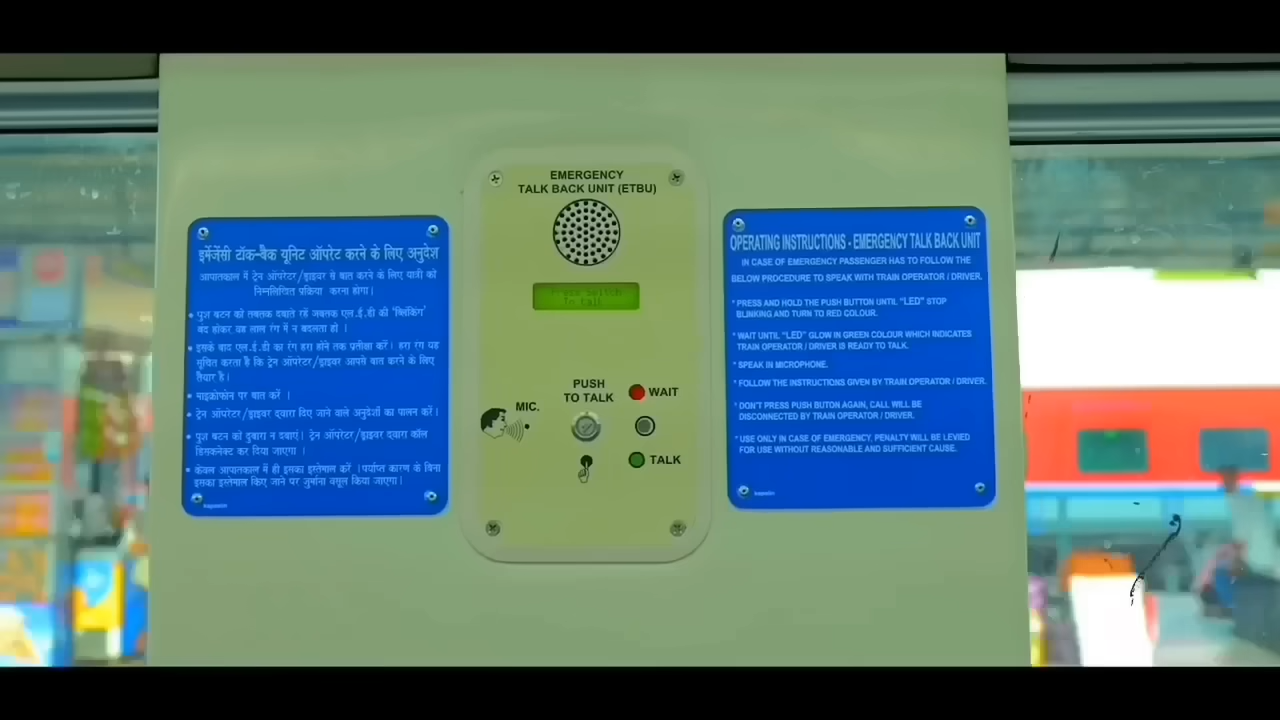 इमेंजेंसी टॉक-बैक यूनिट ऑपरेट करने के लिए अनुदेश
आपातकाल में ट्रेन ऑपरेटर/ड्राइवर से बात करने के लिए यात्री को
निम्नलिखित प्रक्रिया करना होगा।
• पुश बटन को तबतक दबाते रहें जबतक एल.ई.डी की 'ब्लिंकिंग'
बंद होकर वह लाल रंग में न बदलता हो ।
• इसके बाद एल.ई.डी का रंग हरा होने तक प्रतीक्षा करें। हरा रंग यह
सूचित करता है कि ट्रेन ऑपरेटर/ड्राइवर आपसे बात करने के लिए
तैयार है।
• माइक्रोफोन पर बात करें ।
• ट्रेन ऑपरेटर/ड्राइवर द्वारा दिए जाने वाले अनुदेशों का पालन करें।
• पुश बटन को दुबारा न दबाएं। ट्रेन ऑपरेटर/ड्राइवर द्वारा कॉल
डिसकनेक्ट कर दिया जाएगा ।
• केवल आपातकाल में ही इसका इस्तेमाल करें ।पर्याप्त कारण के बिना
इसका इस्तेमाल किए जाने पर जुर्माना वसूल किया जाएगा।
EMERGENCY
TALK BACK UNIT (ETBU)
Press Switch
To talk
PUSH
TO TALK
WAIT
MIC.
TALK
OPERATING INSTRUCTIONS - EMERGENCY TALK BACK UNIT
IN CASE OF EMERGENCY PASSENGER HAS TO FOLLOW THE
BELOW PROCEDURE TO SPEAK WITH TRAIN OPERATOR / DRIVER.
* PRESS AND HOLD THE PUSH BUTTON UNTIL "LED" STOP
BLINKING AND TURN TO RED COLOUR.
* WAIT UNTIL "LED" GLOW IN GREEN COLOUR WHICH INDICATES
TRAIN OPERATOR / DRIVER IS READY TO TALK.
* SPEAK IN MICROPHONE.
* FOLLOW THE INSTRUCTIONS GIVEN BY TRAIN OPERATOR / DRIVER.
* DON'T PRESS PUSH BUTON AGAIN, CALL WILL BE
DISCONNECTED BY TRAIN OPERATOR / DRIVER.
* USE ONLY IN CASE OF EMERGENCY, PENALTY WILL BE LEVIED
FOR USE WITHOUT REASONABLE AND SUFFICIENT CAUSE.